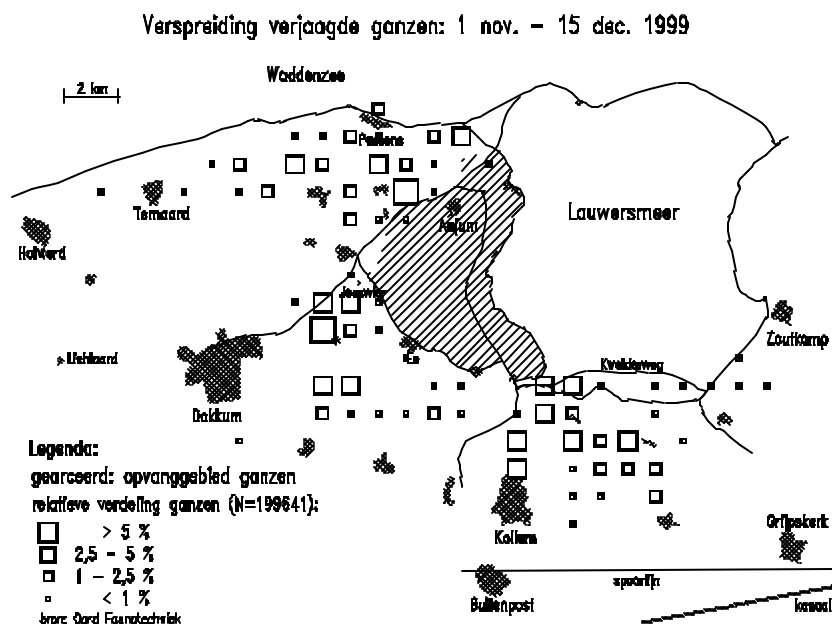 Verspreiding verjaagde ganzen: 1 nov. - 15 dec. 1999
Waddenzee
2 km
Ternaard
Anjum
Lauwersmeer
Holwerd
Zoutkamp
Kwelderweg
Dokkum
Legenda:
gearceerd: opvanggebied ganzen
relatieve verdeling ganzen (N=199641):
> 5 %
2,5 - 5 %
1 - 2,5 %
< 1 %
Kollum
Grijpskerk
Buitenpost
spoorlijn
kanaal